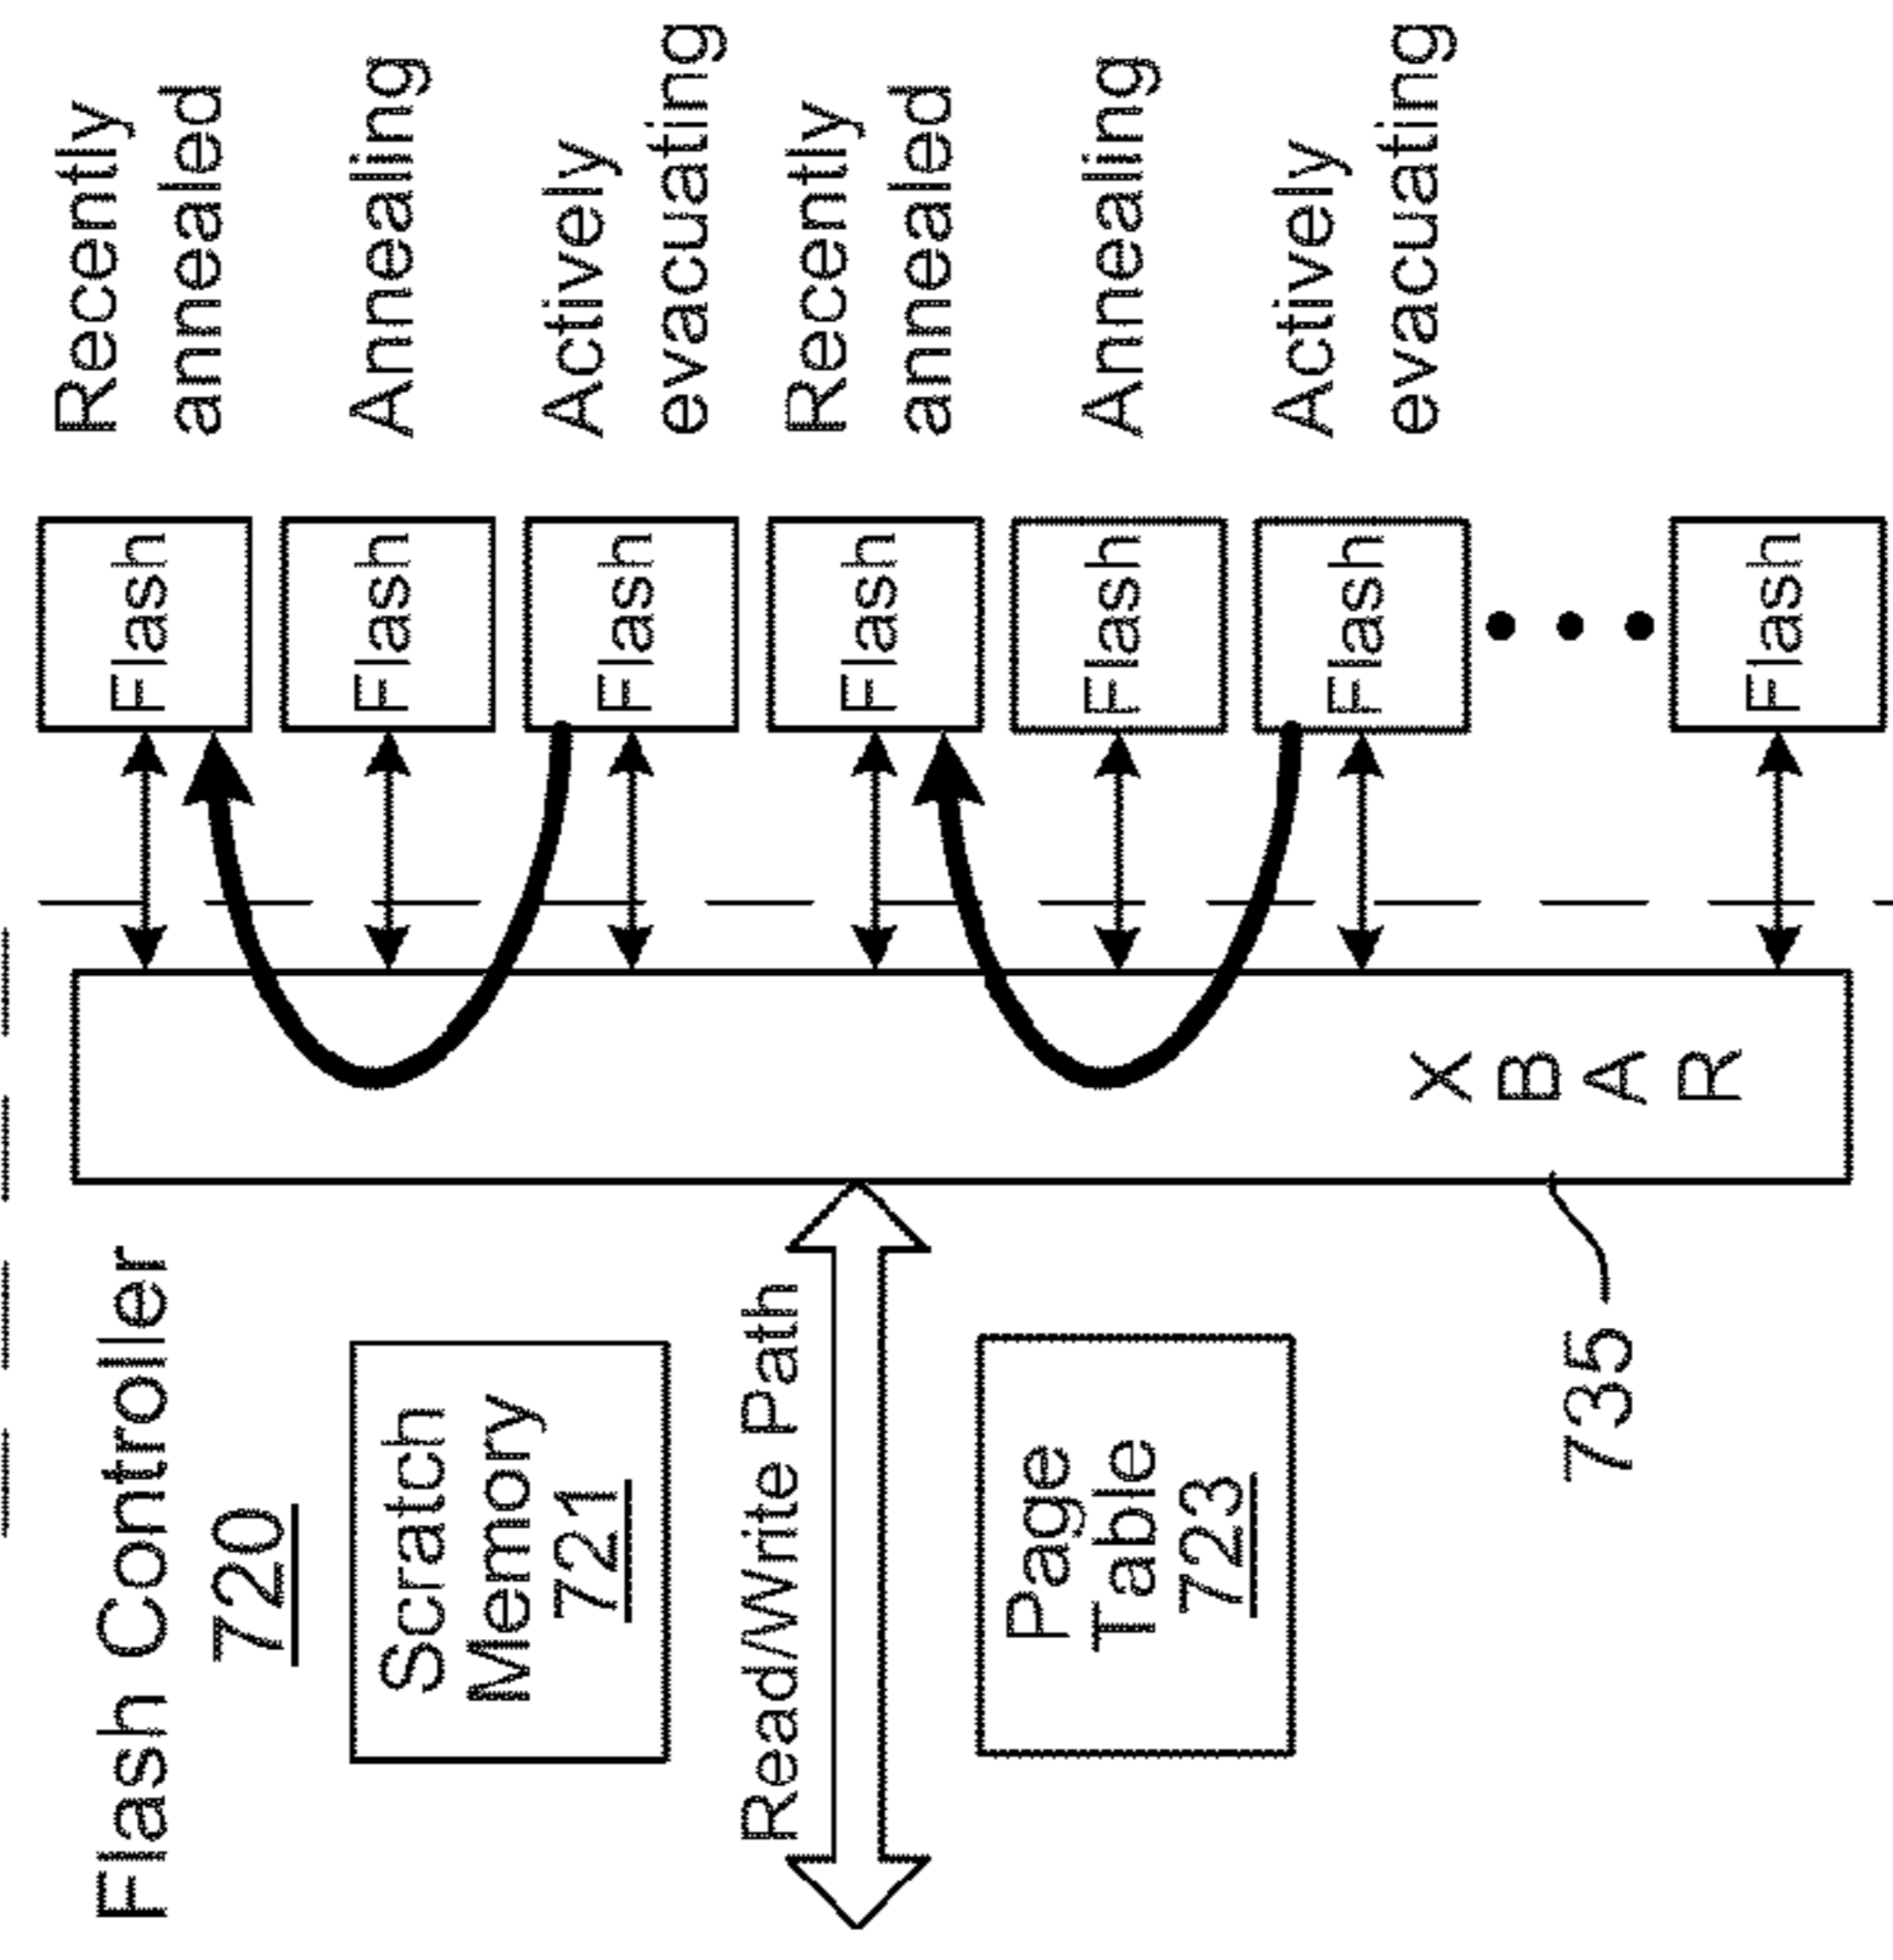 Flash Controller
720
Scratch
Memory
721
Read/Write Path
Page
Table
723
735
X
B
A
R
Flash
Flash
Flash
Flash
Flash
Flash
Flash
Recently
annealed
Annealing
Actively
evacuating
Recently
annealed
Annealing
Actively
evacuating